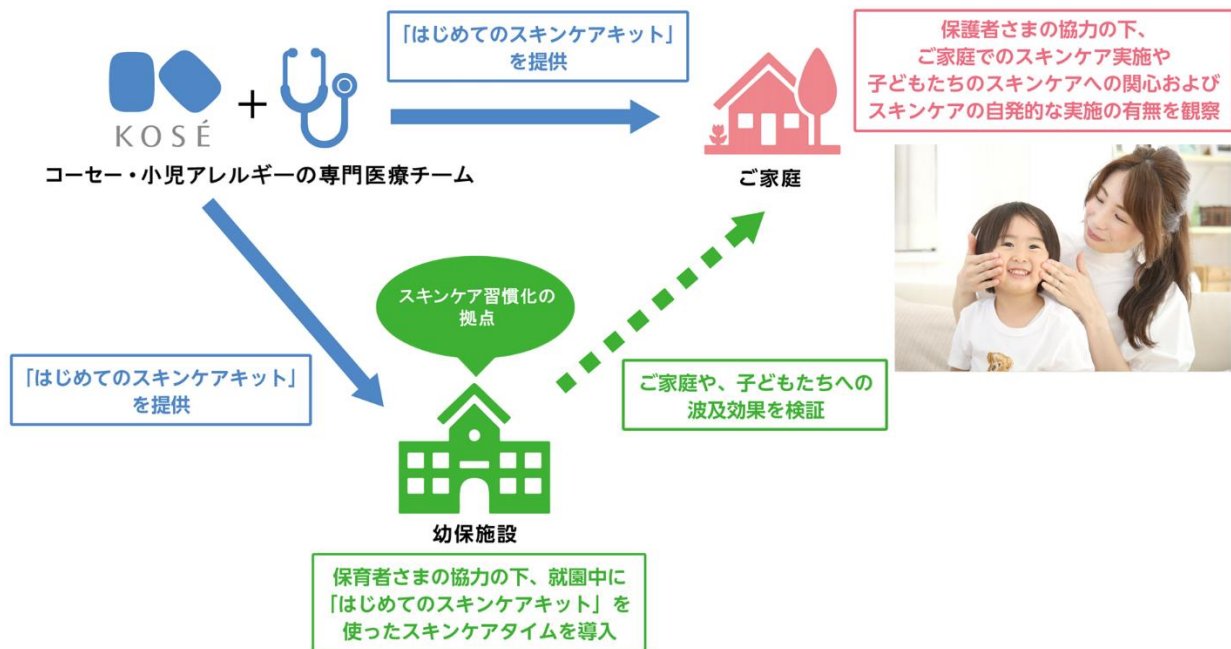 「はじめてのスキンケアキット」
を提供
保護者さまの協力の下、
ご家庭でのスキンケア実施や
子どもたちのスキンケアへの関心および
スキンケアの自発的な実施の有無を観察
KOSÉ
+
コーセー・小児アレルギーの専門医療チーム
ご家庭
スキンケア習慣化の
拠点
「はじめてのスキンケアキット」
を提供
ご家庭や、子どもたちへの
波及効果を検証
幼保施設
保育者さまの協力の下、就園中に
「はじめてのスキンケアキット」を
使ったスキンケアタイムを導入